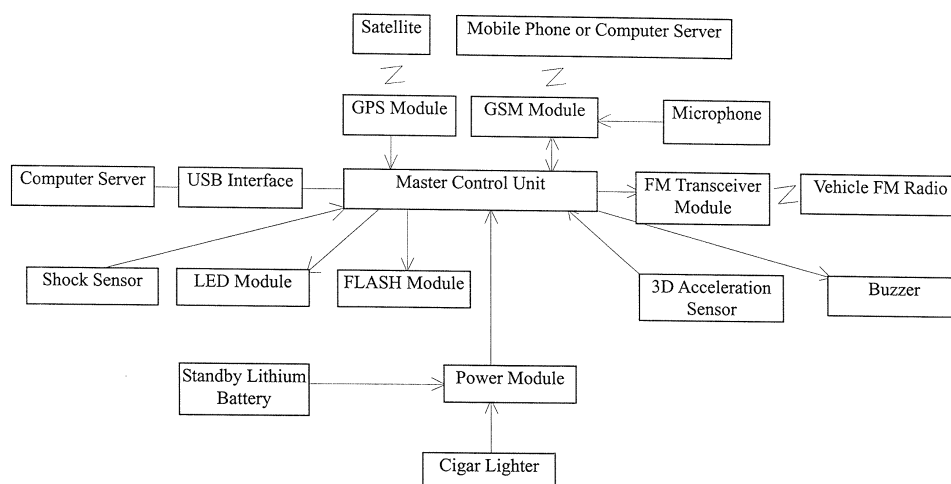 Satellite
Mobile Phone or Computer Server
GPS Module
GSM Module
Microphone
Computer Server
USB Interface
Master Control Unit
FM Transceiver
Module
Vehicle FM Radio
Shock Sensor
LED Module
FLASH Module
3D Acceleration
Sensor
Buzzer
Standby Lithium
Battery
Power Module
Cigar Lighter